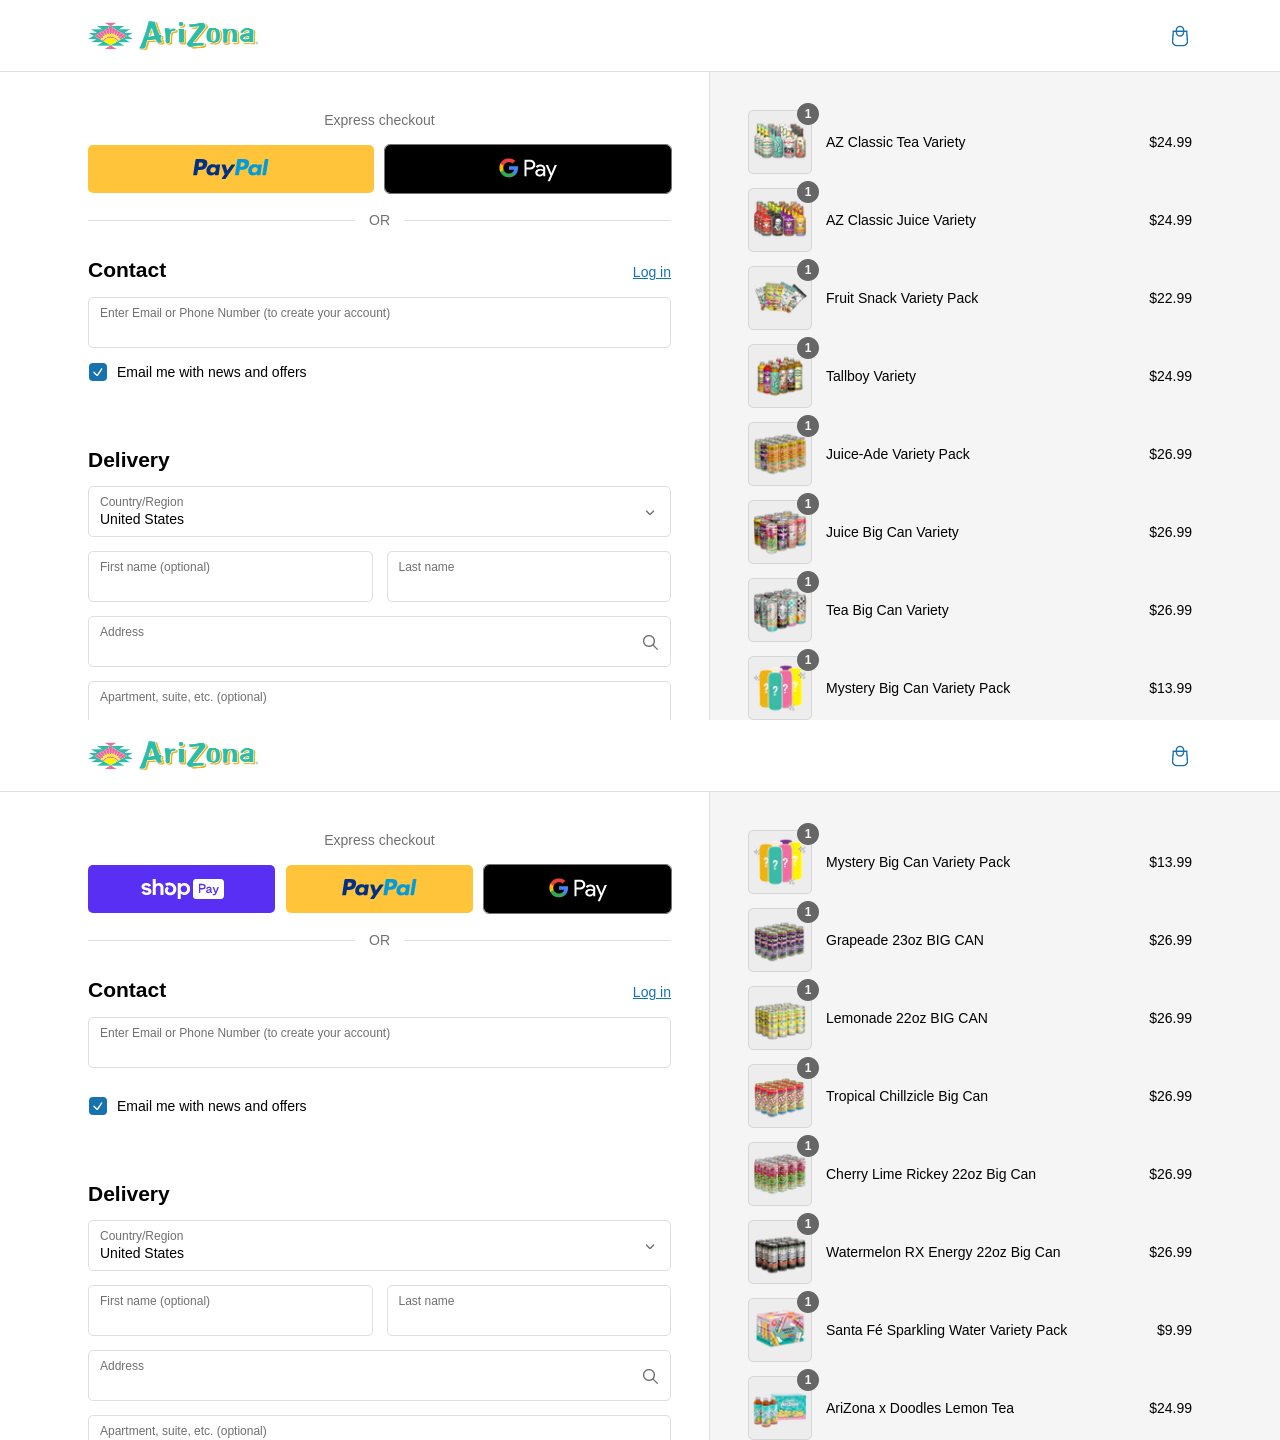 AriZona
Express checkout
PayPal
G Pay
OR
Contact
Log in
Enter Email or Phone Number (to create your account)
Email me with news and offers
Delivery
Country/Region
United States
First name (optional)
Last name
Address
Apartment, suite, etc. (optional)
1
AZ Classic Tea Variety
$24.99
1
AZ Classic Juice Variety
$24.99
1
Fruit Snack Variety Pack
$22.99
1
Tallboy Variety
$24.99
1
Juice-Ade Variety Pack
$26.99
1
Juice Big Can Variety
$26.99
1
Tea Big Can Variety
$26.99
1
Mystery Big Can Variety Pack
$13.99
AriZona
Express checkout
shop Pay
PayPal
G Pay
OR
Contact
Log in
Enter Email or Phone Number (to create your account)
Email me with news and offers
Delivery
Country/Region
United States
First name (optional)
Last name
Address
Apartment, suite, etc. (optional)
1
Mystery Big Can Variety Pack
$13.99
1
Grapeade 23oz BIG CAN
$26.99
1
Lemonade 22oz BIG CAN
$26.99
1
Tropical Chillzicle Big Can
$26.99
1
Cherry Lime Rickey 22oz Big Can
$26.99
1
Watermelon RX Energy 22oz Big Can
$26.99
1
Santa Fé Sparkling Water Variety Pack
$9.99
1
AriZona x Doodles Lemon Tea
$24.99